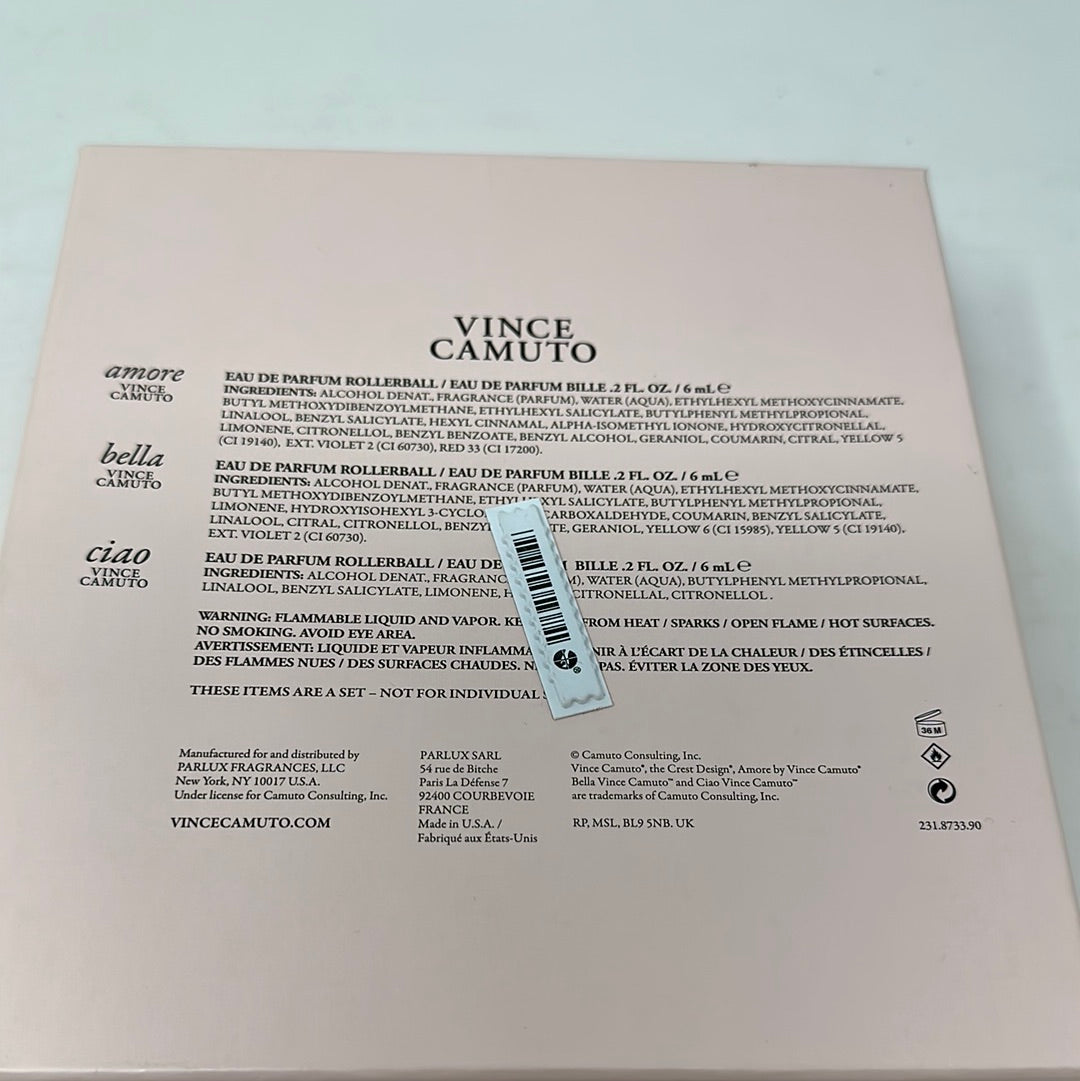 VINCE
CAMUTO
amore
VINCE
CAMUTO
EAU DE PARFUM ROLLERBALL / EAU DE PARFUM BILLE .2 FL. OZ. / 6 mL ℮
INGREDIENTS: ALCOHOL DENAT., FRAGRANCE (PARFUM), WATER (AQUA), ETHYLHEXYL METHOXYCINNAMATE,
BUTYL METHOXYDIBENZOYLMETHANE, ETHYLHEXYL SALICYLATE, BUTYLPHENYL METHYLPROPIONAL,
LINALOOL, BENZYL SALICYLATE, HEXYL CINNAMAL, ALPHA-ISOMETHYL IONONE, HYDROXYCITRONELLAL,
LIMONENE, CITRONELLOL, BENZYL BENZOATE, BENZYL ALCOHOL, GERANIOL, COUMARIN, CITRAL, YELLOW 5
(CI 19140), EXT. VIOLET 2 (CI 60730), RED 33 (CI 17200).
bella
VINCE
CAMUTO
EAU DE PARFUM ROLLERBALL / EAU DE PARFUM BILLE .2 FL. OZ. / 6 mL ℮
INGREDIENTS: ALCOHOL DENAT., FRAGRANCE (PARFUM), WATER (AQUA), ETHYLHEXYL METHOXYCINNAMATE,
BUTYL METHOXYDIBENZOYLMETHANE, ETHYLHEXYL SALICYLATE, BUTYLPHENYL METHYLPROPIONAL,
LIMONENE, HYDROXYISOHEXYL 3-CYCLO CARBOXALDEHYDE, COUMARIN, BENZYL SALICYLATE,
LINALOOL, CITRAL, CITRONELLOL, BENZY TE, GERANIOL, YELLOW 6 (CI 15985), YELLOW 5 (CI 19140),
EXT. VIOLET 2 (CI 60730).
ciao
VINCE
CAMUTO
EAU DE PARFUM ROLLERBALL / EAU DE BILLE .2 FL. OZ. / 6 mL ℮
INGREDIENTS: ALCOHOL DENAT., FRAGRANC M), WATER (AQUA), BUTYLPHENYL METHYLPROPIONAL,
LINALOOL, BENZYL SALICYLATE, LIMONENE, H CITRONELLAL, CITRONELLOL.
WARNING: FLAMMABLE LIQUID AND VAPOR. KE FROM HEAT / SPARKS / OPEN FLAME / HOT SURFACES.
NO SMOKING. AVOID EYE AREA.
AVERTISSEMENT: LIQUIDE ET VAPEUR INFLAMMA NIR À L'ÉCART DE LA CHALEUR / DES ÉTINCELLES /
DES FLAMMES NUES / DES SURFACES CHAUDES. N PAS. ÉVITER LA ZONE DES YEUX.
THESE ITEMS ARE A SET – NOT FOR INDIVIDUAL
Manufactured for and distributed by
PARLUX FRAGRANCES, LLC
New York, NY 10017 U.S.A.
Under license for Camuto Consulting, Inc.
VINCECAMUTO.COM
PARLUX SARL
54 rue de Bitche
Paris La Défense 7
92400 COURBEVOIE
FRANCE
Made in U.S.A. /
Fabriqué aux États-Unis
© Camuto Consulting, Inc.
Vince Camuto®, the Crest Design®, Amore by Vince Camuto®
Bella Vince Camuto™ and Ciao Vince Camuto™
are trademarks of Camuto Consulting, Inc.
RP, MSL, BL9 5NB. UK
36 M
231.8733.90